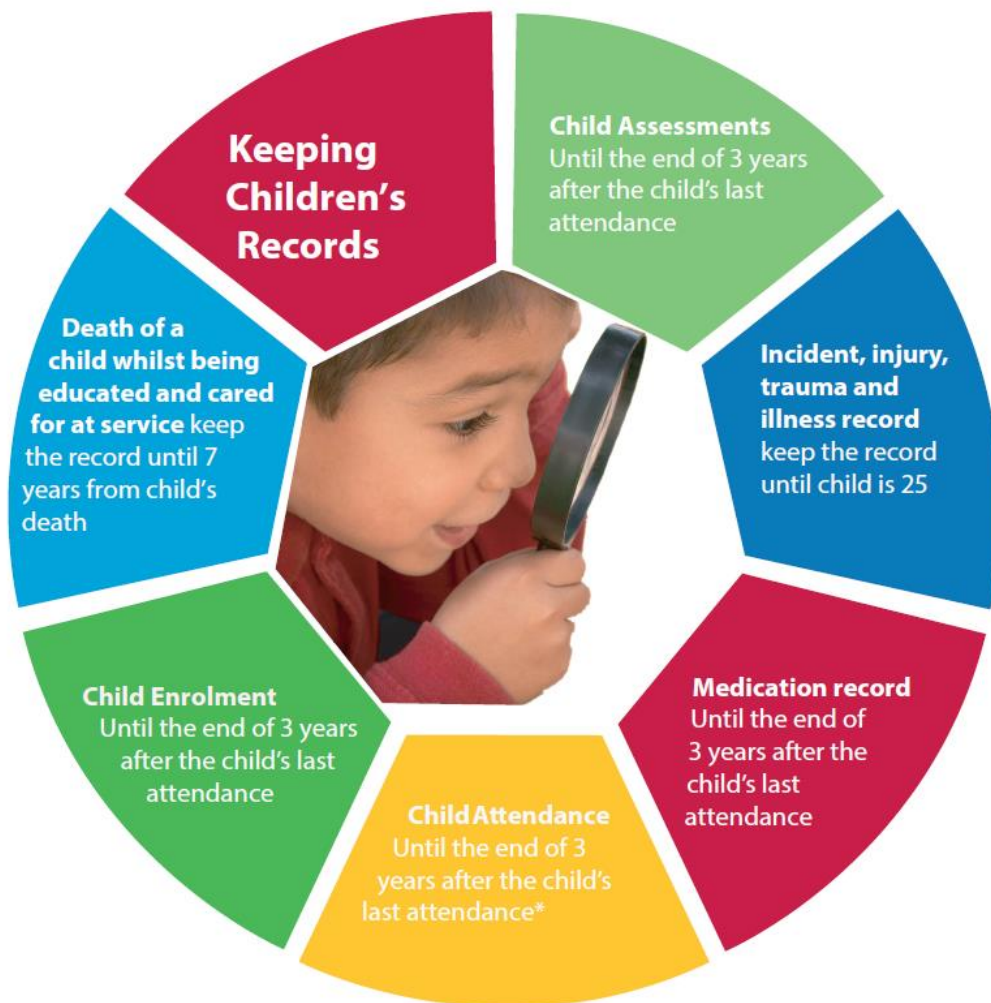 Keeping
Children's
Records
Child Assessments
Until the end of 3 years
after the child's last
attendance
Incident, injury,
trauma and
illness record
keep the record
until child is 25
Medication record
Until the end of
3 years after the
child's last
attendance
Child Attendance
Until the end of 3
years after the child's
last attendance*
Child Enrolment
Until the end of 3 years
after the child's last
attendance
Death of a
child whilst being
educated and cared
for at service keep
the record until 7
years from child's
death